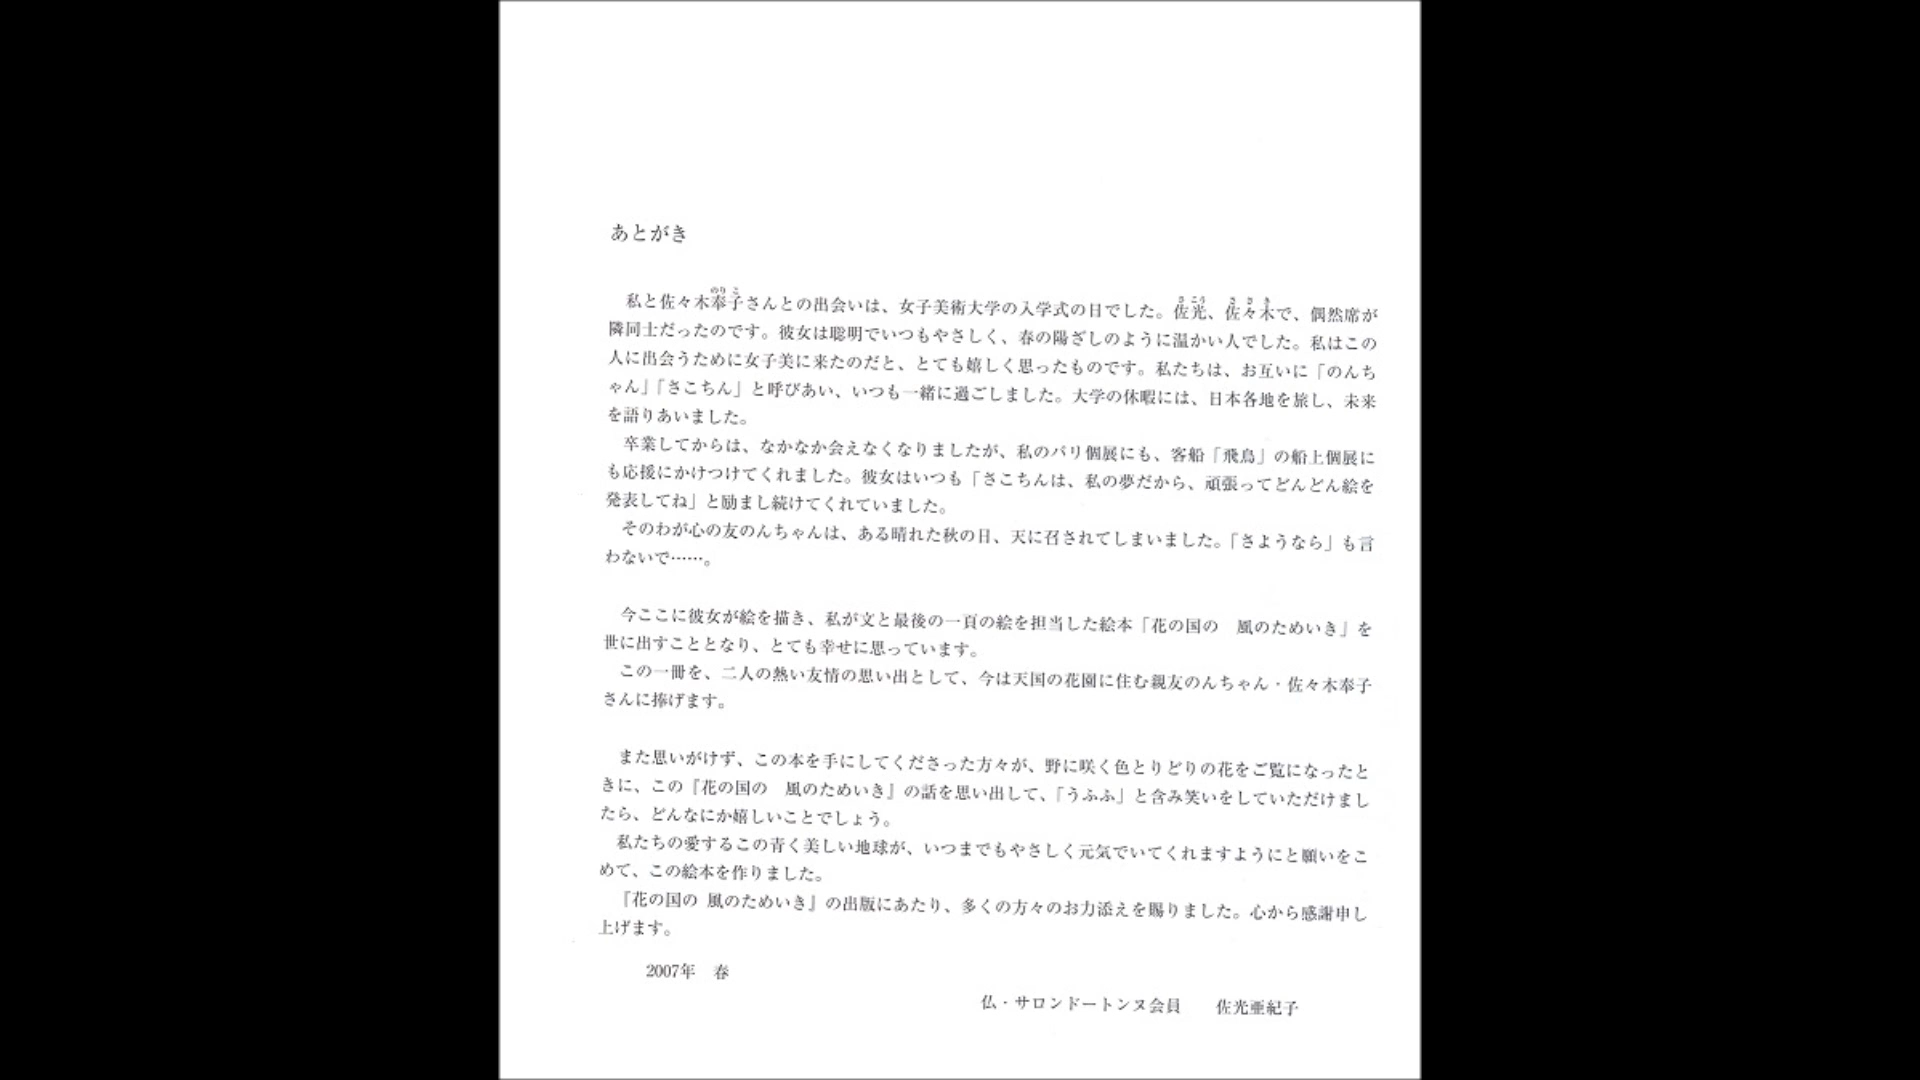 あとがき
私と佐々木奉子さんとの出会いは、女子美術大学の入学式の日でした。佐光、佐々木で、偶然席が
隣同士だったのです。彼女は聡明でいつもやさしく、春の陽ざしのように温かい人でした。私はこの
人に出会うために女子美に来たのだと、とても嬉しく思ったものです。私たちは、お互いに「のんち
ゃん」「さこちん」と呼びあい、いつも一緒に過ごしました。大学の休暇には、日本各地を旅し、未来
を語りあいました。
卒業してからは、なかなか会えなくなりましたが、私のパリ個展にも、客船「飛鳥」の船上個展に
も応援にかけつけてくれました。彼女はいつも「さこちんは、私の夢だから、頑張ってどんどん絵を
発表してね」と励まし続けてくれていました。
そのわが心の友のんちゃんは、ある晴れた秋の日、天に召されてしまいました。「さようなら」も言
わないで……。
今ここに彼女が絵を描き、私が文と最後の一頁の絵を担当した絵本「花の国の　風のためいき」を
世に出すこととなり、とても幸せに思っています。
この一冊を、二人の熱い友情の思い出として、今は天国の花園に住む親友のんちゃん・佐々木奉子
さんに捧げます。
また思いがけず、この本を手にしてくださった方々が、野に咲く色とりどりの花をご覧になったと
きに、この『花の国の　風のためいき』の話を思い出して、「うふふ」と含み笑いをしていただけまし
たら、どんなにか嬉しいことでしょう。
私たちの愛するこの青く美しい地球が、いつまでもやさしく元気でいてくれますようにと願いをこ
めて、この絵本を作りました。
『花の国の 風のためいき』の出版にあたり、多くの方々のお力添えを賜りました。心から感謝申し
上げます。
2007年　春
仏・サロンドートンヌ会員　佐光亜紀子